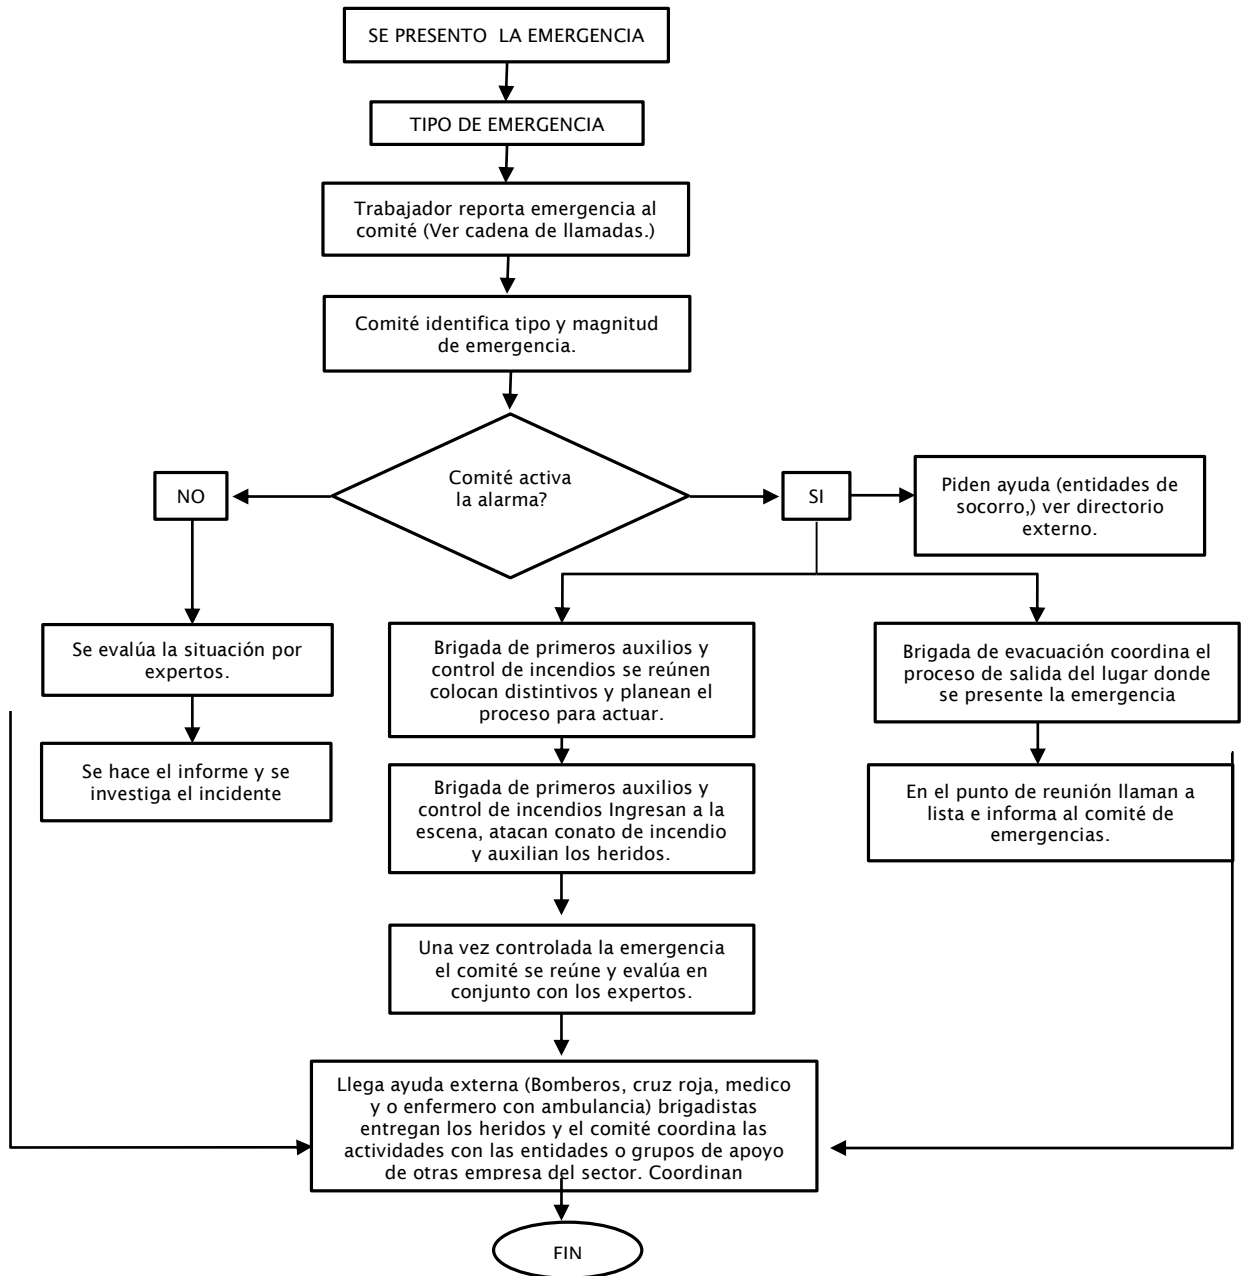 SE PRESENTO  LA EMERGENCIA
TIPO DE EMERGENCIA
Trabajador reporta emergencia al
comité (Ver cadena de llamadas.)
Comité identifica tipo y magnitud
de emergencia.
Comité activa
la alarma?
NO
SI
Piden ayuda (entidades de
socorro,) ver directorio
externo.
Se evalúa la situación por
expertos.
Se hace el informe y se
investiga el incidente
Brigada de primeros auxilios y
control de incendios se reúnen
colocan distintivos y planean el
proceso para actuar.
Brigada de evacuación coordina el
proceso de salida del lugar donde
se presente la emergencia
Brigada de primeros auxilios y
control de incendios Ingresan a la
escena, atacan conato de incendio
y auxilian los heridos.
En el punto de reunión llaman a
lista e informa al comité de
emergencias.
Una vez controlada la emergencia
el comité se reúne y evalúa en
conjunto con los expertos.
Llega ayuda externa (Bomberos, cruz roja, medico
y o enfermero con ambulancia) brigadistas
entregan los heridos y el comité coordina las
actividades con las entidades o grupos de apoyo
de otras empresa del sector. Coordinan
FIN